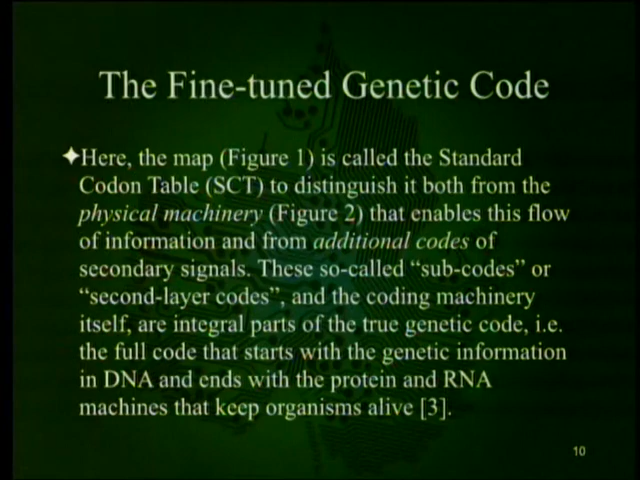 The Fine-tuned Genetic Code
✦Here, the map (Figure 1) is called the Standard
Codon Table (SCT) to distinguish it both from the
physical machinery (Figure 2) that enables this flow
of information and from additional codes of
secondary signals. These so-called “sub-codes” or
“second-layer codes”, and the coding machinery
itself, are integral parts of the true genetic code, i.e.
the full code that starts with the genetic information
in DNA and ends with the protein and RNA
machines that keep organisms alive [3].
10